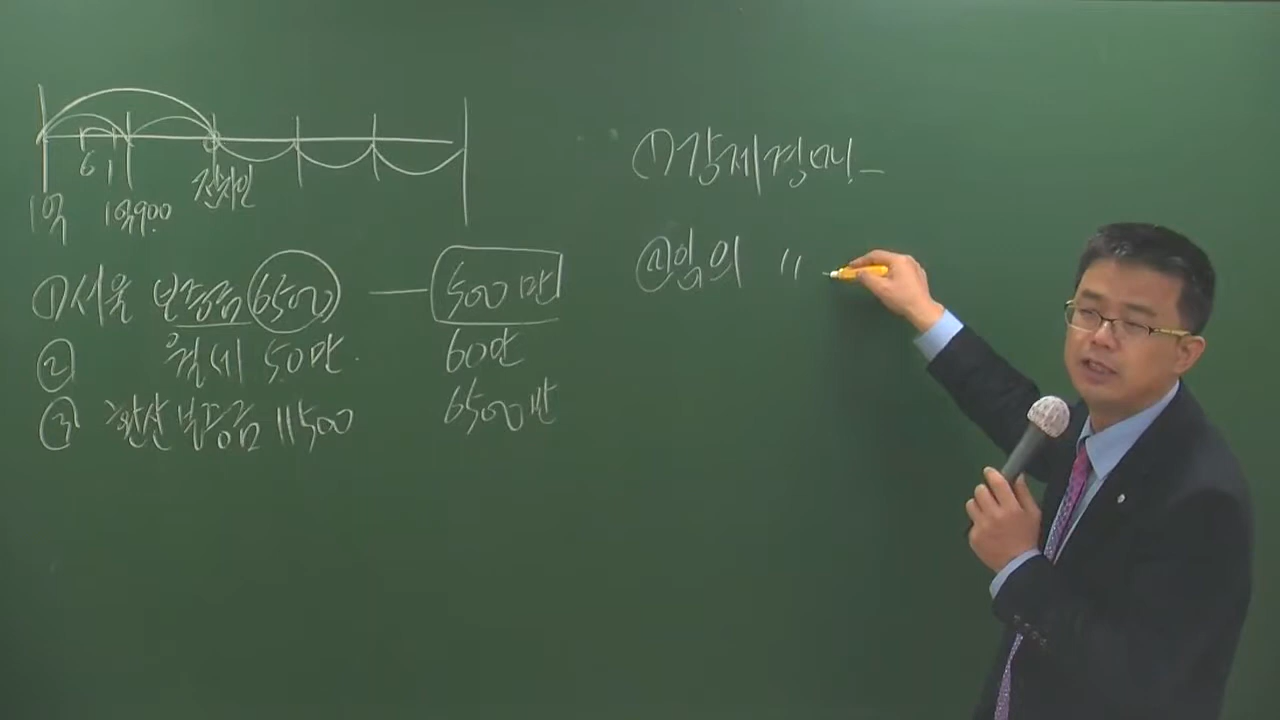 6 1
1억 1억900 전차인
① 서울 보증금 6500 — 500만
② 월세 50만. 60만
③ 환산보증금 11500 6500만
① 강제경매 -
② 임의 〃